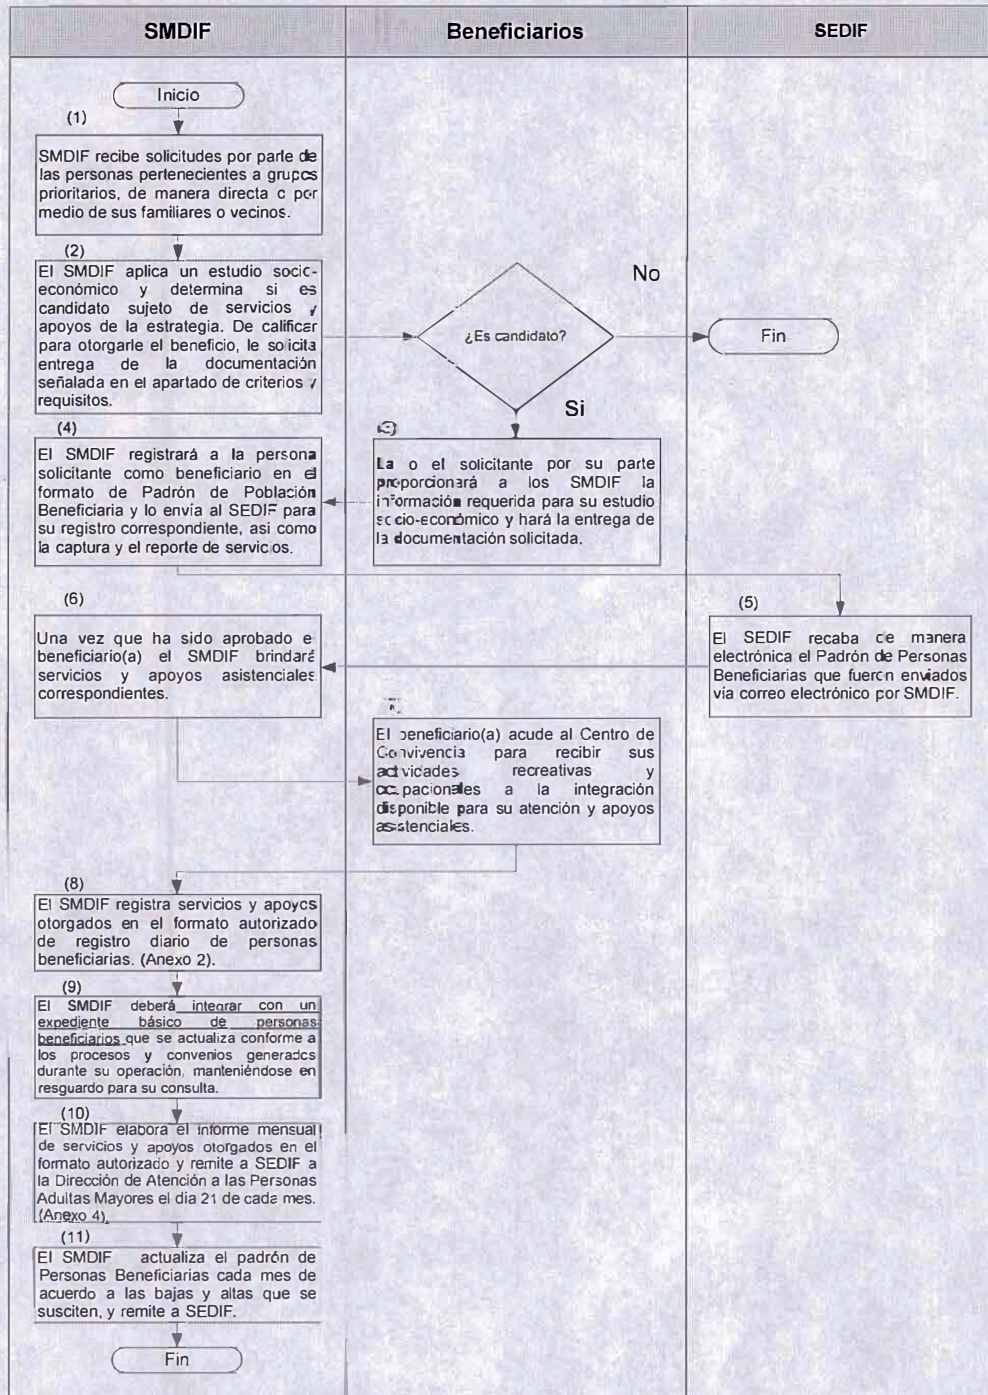 SMDIF
Beneficiarios
SEDIF
Inicio
(1)
SMDIF recibe solicitudes por parte de
las personas pertenecientes a grupos
prioritarios, de manera directa o por
medio de sus familiares o vecinos.
(2)
El SMDIF aplica un estudio socio-
económico y determina si es
candidato sujeto de servicios y
apoyos de la estrategia. De calificar
para otorgarle el beneficio, le solicita
entrega de la documentación
señalada en el apartado de criterios y
requisitos.
¿Es candidato?
No
Fin
Si
(3)
La o el solicitante por su parte
proporcionará a los SMDIF la
información requerida para su estudio
socio-económico y hará la entrega de
la documentación solicitada.
(4)
El SMDIF registrará a la persona
solicitante como beneficiario en el
formato de Padrón de Población
Beneficiaria y lo envía al SEDIF para
su registro correspondiente, asi como
la captura y el reporte de servicios.
(5)
El SEDIF recaba de manera
electrónica el Padrón de Personas
Beneficiarias que fueron enviados
vía correo electrónico por SMDIF.
(6)
Una vez que ha sido aprobado e
beneficiario(a) el SMDIF brindará
servicios y apoyos asistenciales
correspondientes.
El beneficiario(a) acude al Centro de
Convivencia para recibir sus
actividades recreativas y
ocupacionales a la integración
disponible para su atención y apoyos
asistenciales.
(8)
El SMDIF registra servicios y apoyos
otorgados en el formato autorizado
de registro diario de personas
beneficiarias. (Anexo 2).
(9)
El SMDIF deberá integrar con un
expediente básico de personas
beneficiarios que se actualiza conforme a
los procesos y convenios generados
durante su operación, manteniéndose en
resguardo para su consulta.
(10)
El SMDIF elabora el informe mensual
de servicios y apoyos otorgados en el
formato autorizado y remite a SEDIF a
la Dirección de Atención a las Personas
Adultas Mayores el dia 21 de cada mes.
(Anexo 4).
(11)
El SMDIF actualiza el padrón de
Personas Beneficiarias cada mes de
acuerdo a las bajas y altas que se
susciten, y remite a SEDIF.
Fin